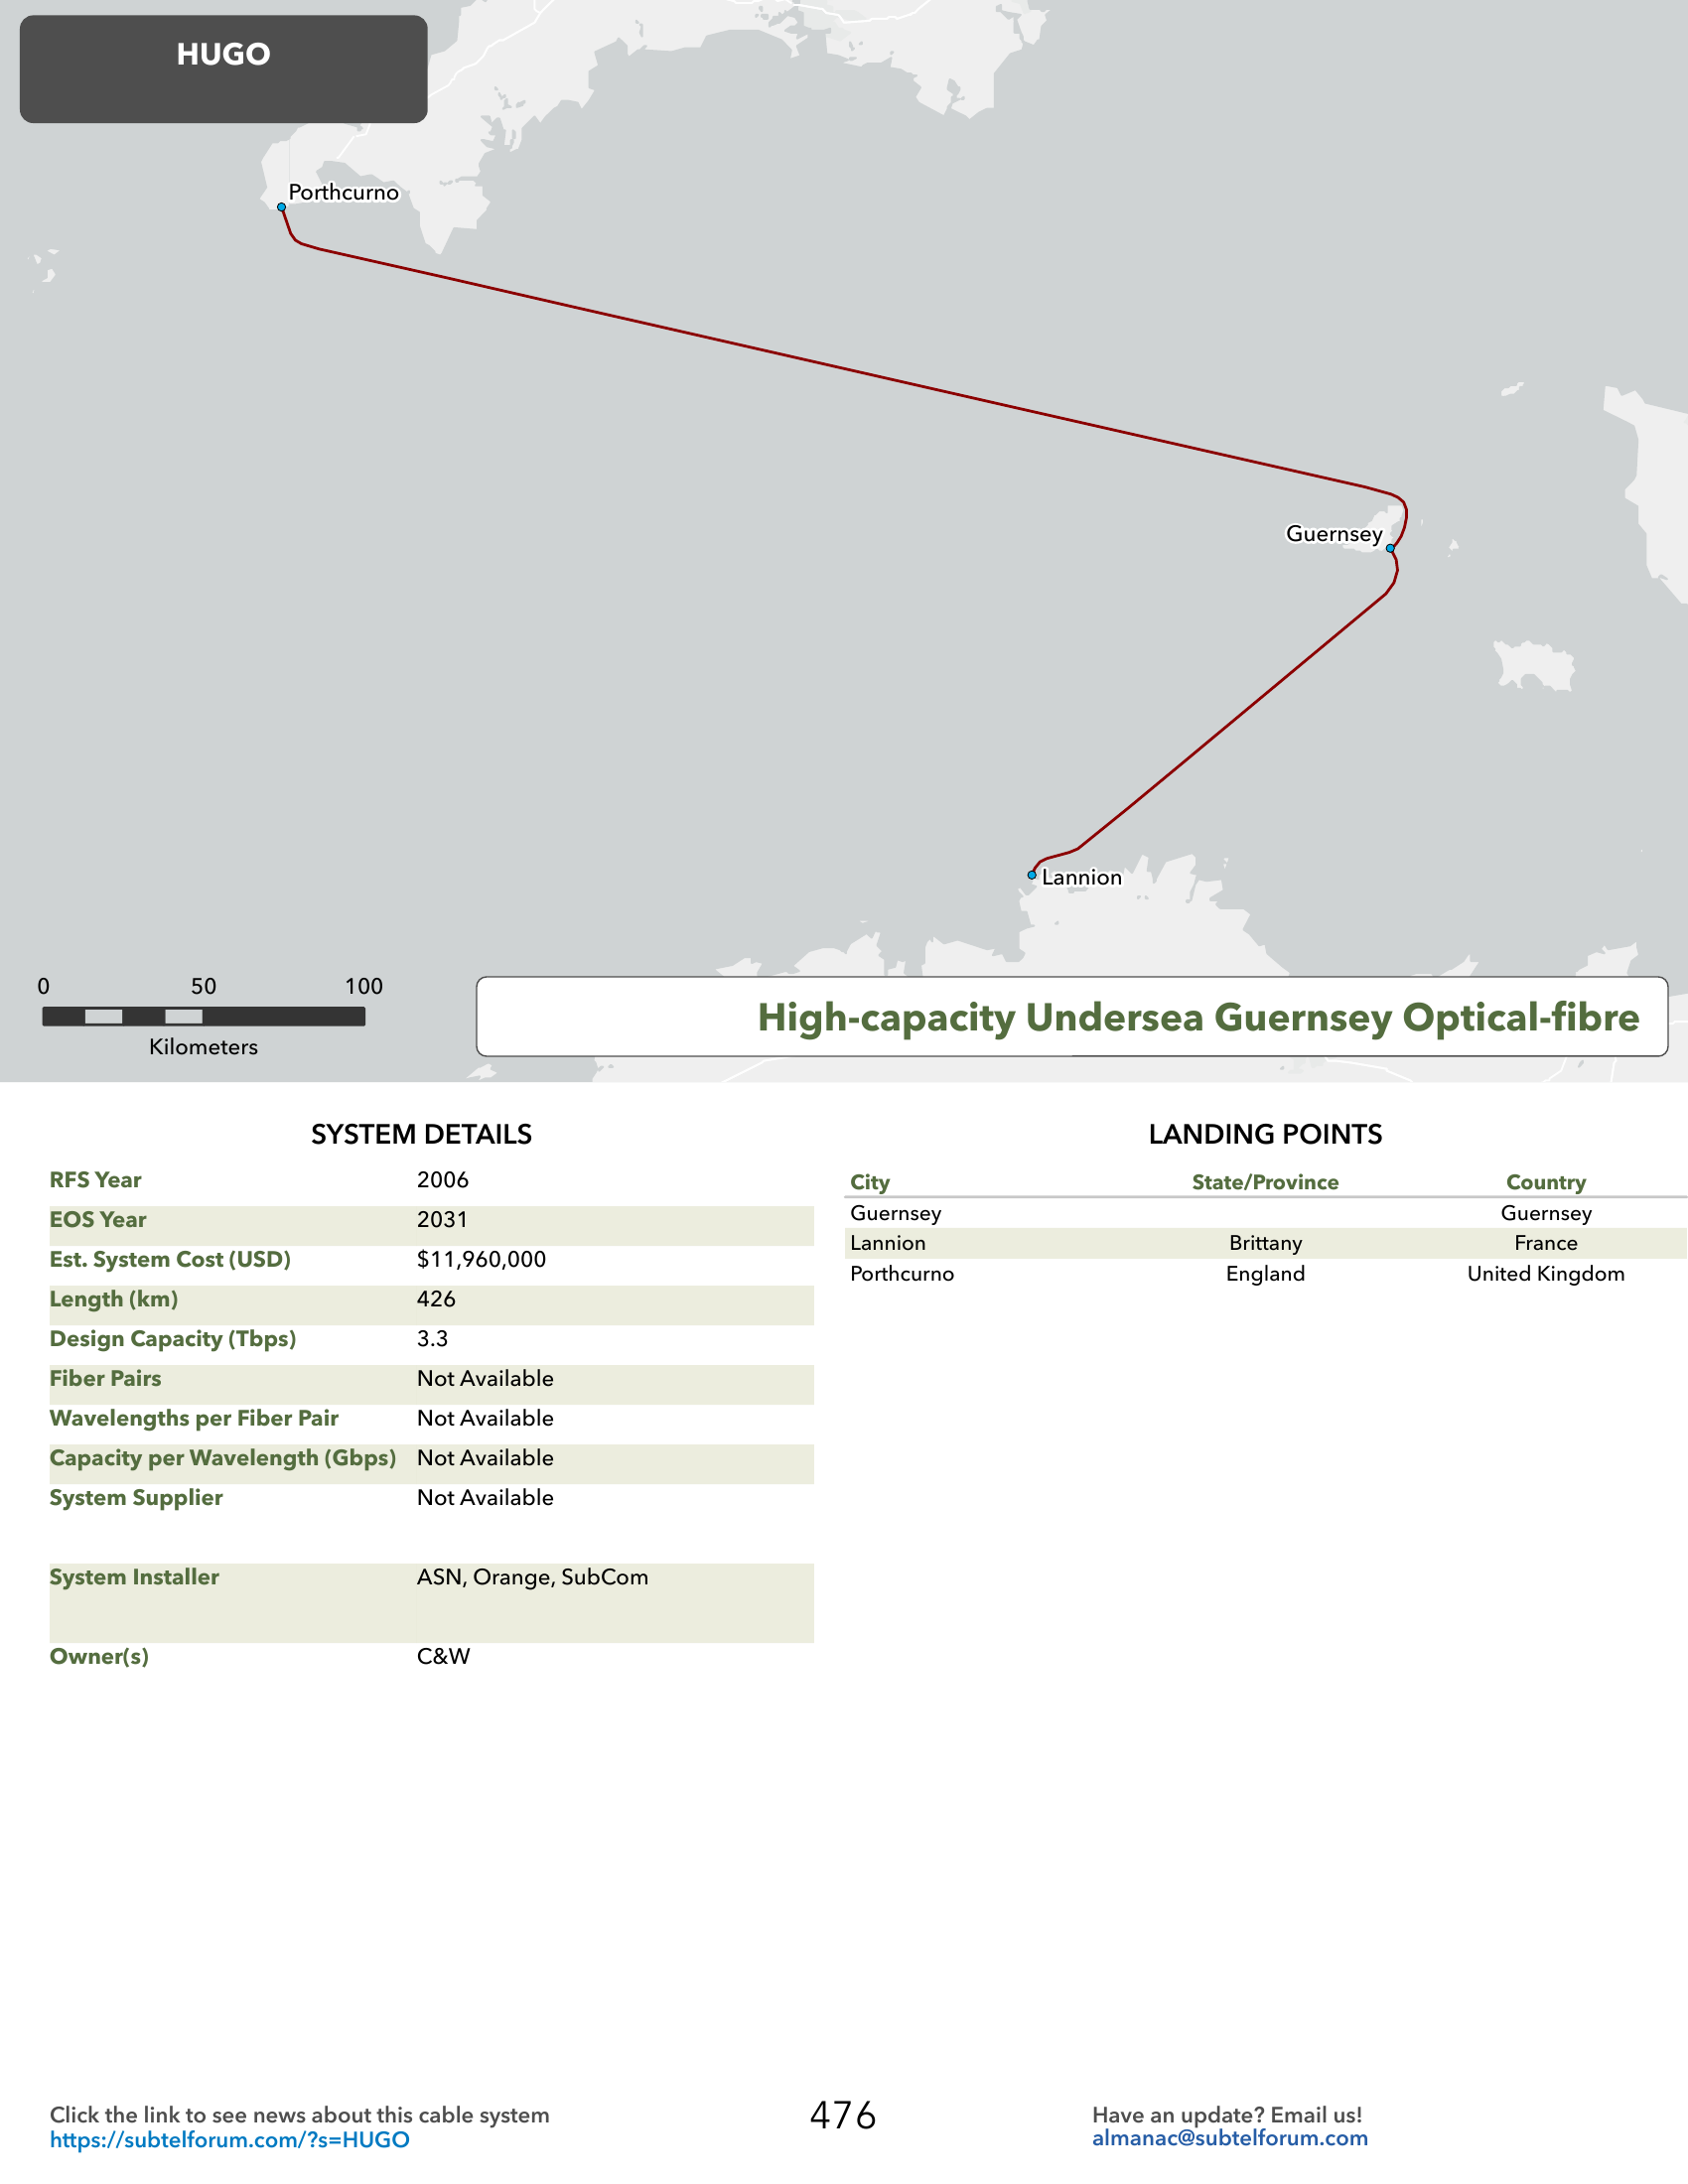 HUGO
Porthcurno
Guernsey
Lannion
0 50 100
Kilometers
High-capacity Undersea Guernsey Optical-fibre
SYSTEM DETAILS
RFS Year 2006
EOS Year 2031
Est. System Cost (USD) $11,960,000
Length (km) 426
Design Capacity (Tbps) 3.3
Fiber Pairs Not Available
Wavelengths per Fiber Pair Not Available
Capacity per Wavelength (Gbps) Not Available
System Supplier Not Available
System Installer ASN, Orange, SubCom
Owner(s) C&W
LANDING POINTS
City State/Province Country
Guernsey Guernsey
Lannion Brittany France
Porthcurno England United Kingdom
Click the link to see news about this cable system
https://subtelforum.com/?s=HUGO
476
Have an update? Email us!
almanac@subtelforum.com